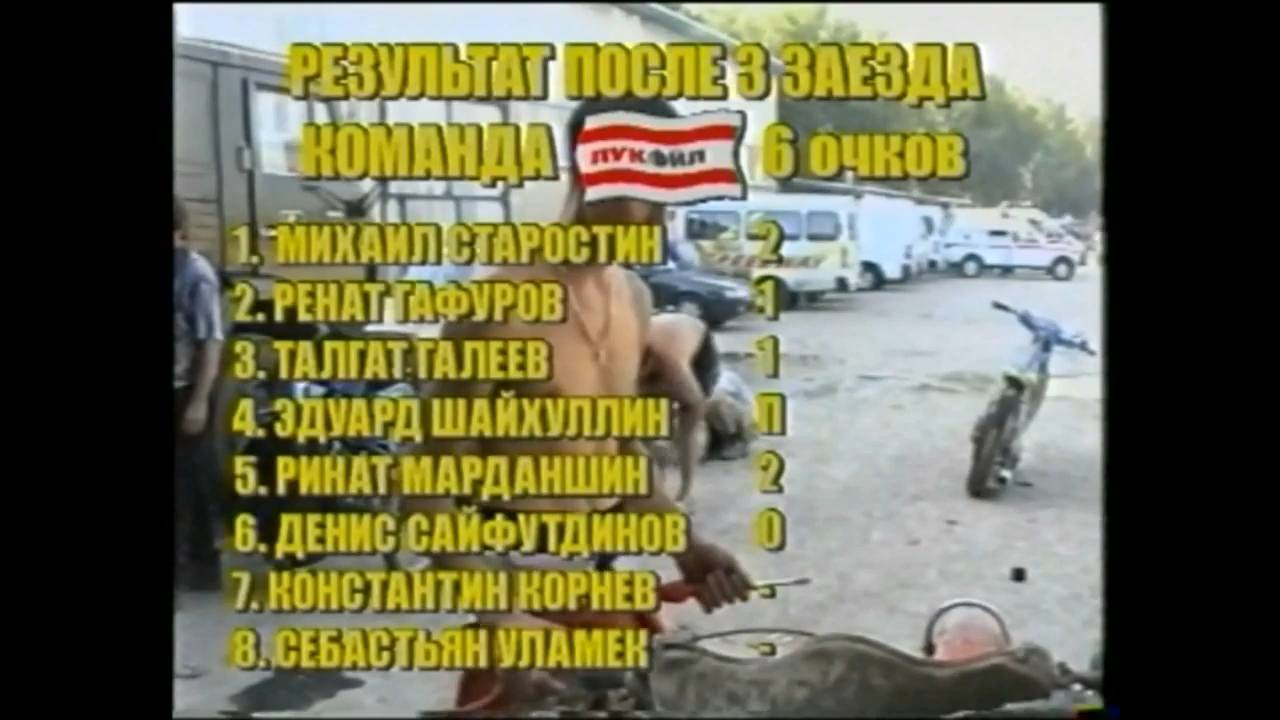 РЕЗУЛЬТАТ ПОСЛЕ 3 ЗАЕЗДА
КОМАНДА ЛУКОЙЛ 6 ОЧКОВ
1. МИХАИЛ СТАРОСТИН 2
2. РЕНАТ ГАФУРОВ 1
3. ТАЛГАТ ГАЛЕЕВ 1
4. ЭДУАРД ШАЙХУЛЛИН П
5. РИНАТ МАРДАНШИН 2
6. ДЕНИС САЙФУТДИНОВ 0
7. КОНСТАНТИН КОРНЕВ -
8. СЕБАСТЬЯН УЛАМЕК -